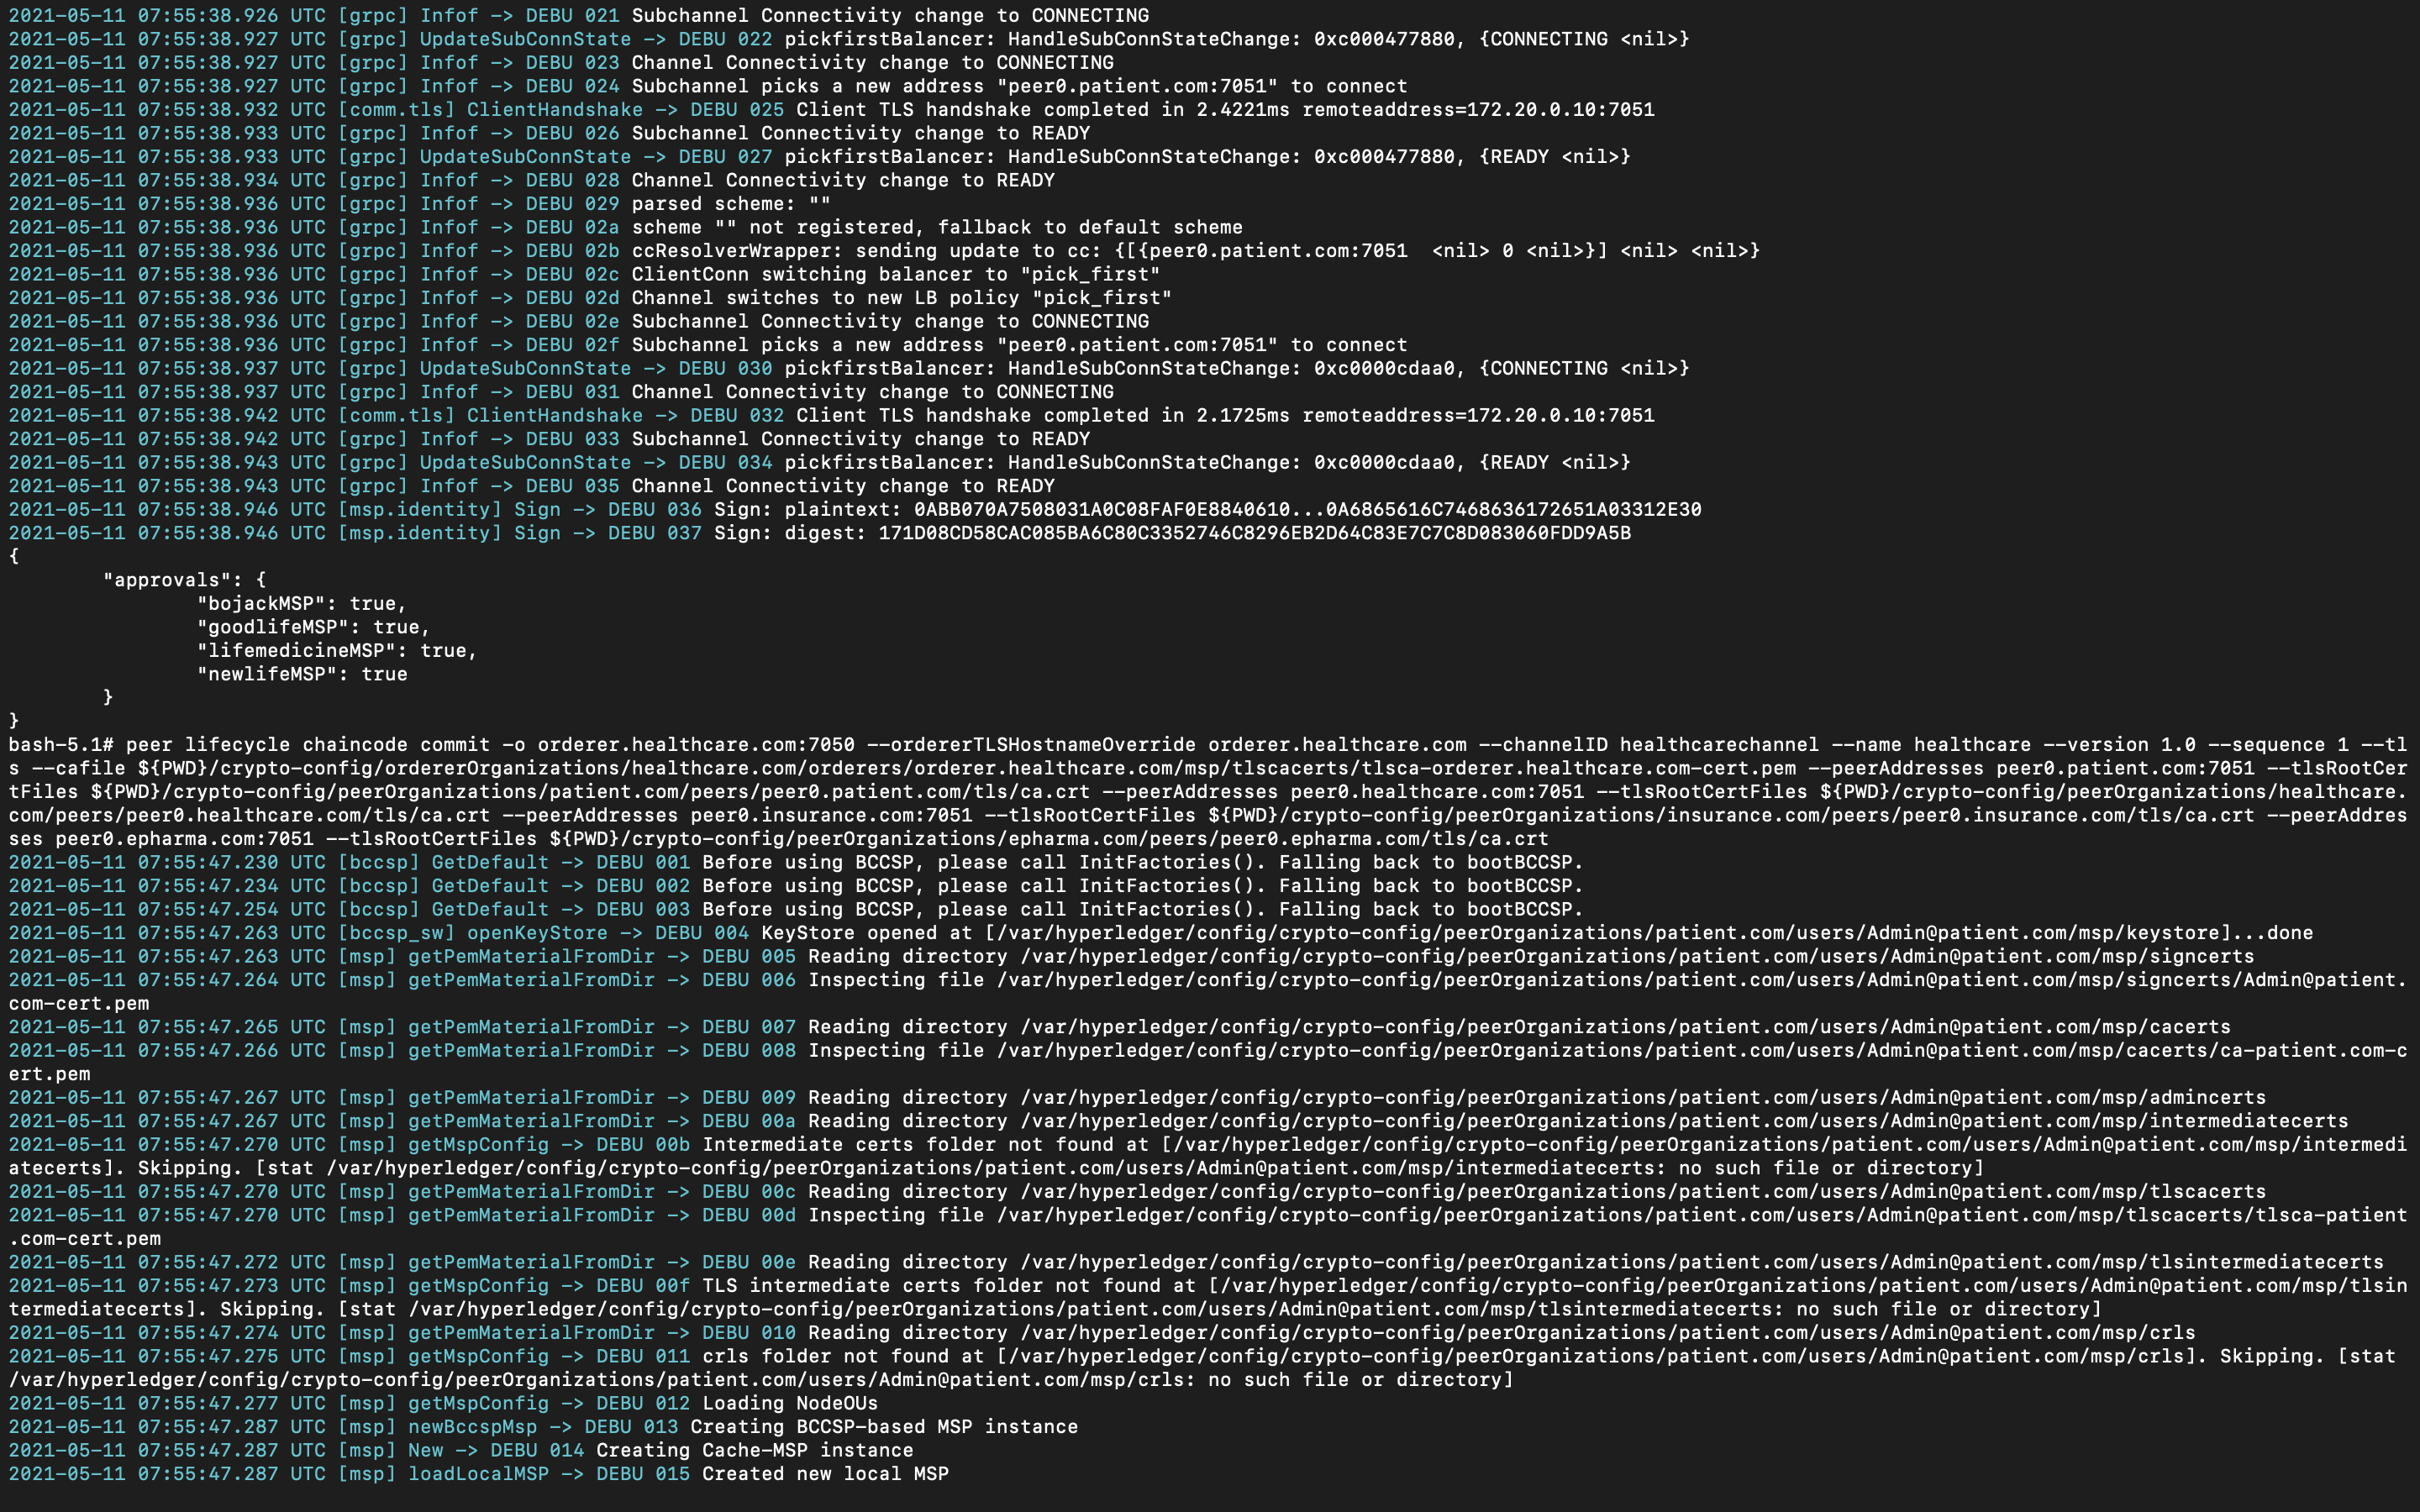 2021-05-11 07:55:38.926 UTC [grpc] Infof -> DEBU 021 Subchannel Connectivity change to CONNECTING
2021-05-11 07:55:38.927 UTC [grpc] UpdateSubConnState -> DEBU 022 pickfirstBalancer: HandleSubConnStateChange: 0xc000477880, {CONNECTING <nil>}
2021-05-11 07:55:38.927 UTC [grpc] Infof -> DEBU 023 Channel Connectivity change to CONNECTING
2021-05-11 07:55:38.927 UTC [grpc] Infof -> DEBU 024 Subchannel picks a new address "peer0.patient.com:7051" to connect
2021-05-11 07:55:38.932 UTC [comm.tls] ClientHandshake -> DEBU 025 Client TLS handshake completed in 2.4221ms remoteaddress=172.20.0.10:7051
2021-05-11 07:55:38.933 UTC [grpc] Infof -> DEBU 026 Subchannel Connectivity change to READY
2021-05-11 07:55:38.933 UTC [grpc] UpdateSubConnState -> DEBU 027 pickfirstBalancer: HandleSubConnStateChange: 0xc000477880, {READY <nil>}
2021-05-11 07:55:38.934 UTC [grpc] Infof -> DEBU 028 Channel Connectivity change to READY
2021-05-11 07:55:38.936 UTC [grpc] Infof -> DEBU 029 parsed scheme: ""
2021-05-11 07:55:38.936 UTC [grpc] Infof -> DEBU 02a scheme "" not registered, fallback to default scheme
2021-05-11 07:55:38.936 UTC [grpc] Infof -> DEBU 02b ccResolverWrapper: sending update to cc: {[{peer0.patient.com:7051  <nil> 0 <nil>}] <nil> <nil>}
2021-05-11 07:55:38.936 UTC [grpc] Infof -> DEBU 02c ClientConn switching balancer to "pick_first"
2021-05-11 07:55:38.936 UTC [grpc] Infof -> DEBU 02d Channel switches to new LB policy "pick_first"
2021-05-11 07:55:38.936 UTC [grpc] Infof -> DEBU 02e Subchannel Connectivity change to CONNECTING
2021-05-11 07:55:38.936 UTC [grpc] Infof -> DEBU 02f Subchannel picks a new address "peer0.patient.com:7051" to connect
2021-05-11 07:55:38.937 UTC [grpc] UpdateSubConnState -> DEBU 030 pickfirstBalancer: HandleSubConnStateChange: 0xc0000cdaa0, {CONNECTING <nil>}
2021-05-11 07:55:38.937 UTC [grpc] Infof -> DEBU 031 Channel Connectivity change to CONNECTING
2021-05-11 07:55:38.942 UTC [comm.tls] ClientHandshake -> DEBU 032 Client TLS handshake completed in 2.1725ms remoteaddress=172.20.0.10:7051
2021-05-11 07:55:38.942 UTC [grpc] Infof -> DEBU 033 Subchannel Connectivity change to READY
2021-05-11 07:55:38.943 UTC [grpc] UpdateSubConnState -> DEBU 034 pickfirstBalancer: HandleSubConnStateChange: 0xc0000cdaa0, {READY <nil>}
2021-05-11 07:55:38.943 UTC [grpc] Infof -> DEBU 035 Channel Connectivity change to READY
2021-05-11 07:55:38.946 UTC [msp.identity] Sign -> DEBU 036 Sign: plaintext: 0ABB070A7508031A0C08FAF0E8840610...0A6865616C7468636172651A03312E30
2021-05-11 07:55:38.946 UTC [msp.identity] Sign -> DEBU 037 Sign: digest: 171D08CD58CAC085BA6C80C3352746C8296EB2D64C83E7C7C8D083060FDD9A5B
{
        "approvals": {
                "bojackMSP": true,
                "goodlifeMSP": true,
                "lifemedicineMSP": true,
                "newlifeMSP": true
        }
}
bash-5.1# peer lifecycle chaincode commit -o orderer.healthcare.com:7050 --ordererTLSHostnameOverride orderer.healthcare.com --channelID healthcarechannel --name healthcare --version 1.0 --sequence 1 --tl
s --cafile ${PWD}/crypto-config/ordererOrganizations/healthcare.com/orderers/orderer.healthcare.com/msp/tlscacerts/tlsca-orderer.healthcare.com-cert.pem --peerAddresses peer0.patient.com:7051 --tlsRootCer
tFiles ${PWD}/crypto-config/peerOrganizations/patient.com/peers/peer0.patient.com/tls/ca.crt --peerAddresses peer0.healthcare.com:7051 --tlsRootCertFiles ${PWD}/crypto-config/peerOrganizations/healthcare.
com/peers/peer0.healthcare.com/tls/ca.crt --peerAddresses peer0.insurance.com:7051 --tlsRootCertFiles ${PWD}/crypto-config/peerOrganizations/insurance.com/peers/peer0.insurance.com/tls/ca.crt --peerAddres
ses peer0.epharma.com:7051 --tlsRootCertFiles ${PWD}/crypto-config/peerOrganizations/epharma.com/peers/peer0.epharma.com/tls/ca.crt
2021-05-11 07:55:47.230 UTC [bccsp] GetDefault -> DEBU 001 Before using BCCSP, please call InitFactories(). Falling back to bootBCCSP.
2021-05-11 07:55:47.234 UTC [bccsp] GetDefault -> DEBU 002 Before using BCCSP, please call InitFactories(). Falling back to bootBCCSP.
2021-05-11 07:55:47.254 UTC [bccsp] GetDefault -> DEBU 003 Before using BCCSP, please call InitFactories(). Falling back to bootBCCSP.
2021-05-11 07:55:47.263 UTC [bccsp_sw] openKeyStore -> DEBU 004 KeyStore opened at [/var/hyperledger/config/crypto-config/peerOrganizations/patient.com/users/Admin@patient.com/msp/keystore]...done
2021-05-11 07:55:47.263 UTC [msp] getPemMaterialFromDir -> DEBU 005 Reading directory /var/hyperledger/config/crypto-config/peerOrganizations/patient.com/users/Admin@patient.com/msp/signcerts
2021-05-11 07:55:47.264 UTC [msp] getPemMaterialFromDir -> DEBU 006 Inspecting file /var/hyperledger/config/crypto-config/peerOrganizations/patient.com/users/Admin@patient.com/msp/signcerts/Admin@patient.
com-cert.pem
2021-05-11 07:55:47.265 UTC [msp] getPemMaterialFromDir -> DEBU 007 Reading directory /var/hyperledger/config/crypto-config/peerOrganizations/patient.com/users/Admin@patient.com/msp/cacerts
2021-05-11 07:55:47.266 UTC [msp] getPemMaterialFromDir -> DEBU 008 Inspecting file /var/hyperledger/config/crypto-config/peerOrganizations/patient.com/users/Admin@patient.com/msp/cacerts/ca-patient.com-c
ert.pem
2021-05-11 07:55:47.267 UTC [msp] getPemMaterialFromDir -> DEBU 009 Reading directory /var/hyperledger/config/crypto-config/peerOrganizations/patient.com/users/Admin@patient.com/msp/admincerts
2021-05-11 07:55:47.267 UTC [msp] getPemMaterialFromDir -> DEBU 00a Reading directory /var/hyperledger/config/crypto-config/peerOrganizations/patient.com/users/Admin@patient.com/msp/intermediatecerts
2021-05-11 07:55:47.270 UTC [msp] getMspConfig -> DEBU 00b Intermediate certs folder not found at [/var/hyperledger/config/crypto-config/peerOrganizations/patient.com/users/Admin@patient.com/msp/intermedi
atecerts]. Skipping. [stat /var/hyperledger/config/crypto-config/peerOrganizations/patient.com/users/Admin@patient.com/msp/intermediatecerts: no such file or directory]
2021-05-11 07:55:47.270 UTC [msp] getPemMaterialFromDir -> DEBU 00c Reading directory /var/hyperledger/config/crypto-config/peerOrganizations/patient.com/users/Admin@patient.com/msp/tlscacerts
2021-05-11 07:55:47.270 UTC [msp] getPemMaterialFromDir -> DEBU 00d Inspecting file /var/hyperledger/config/crypto-config/peerOrganizations/patient.com/users/Admin@patient.com/msp/tlscacerts/tlsca-patient
.com-cert.pem
2021-05-11 07:55:47.272 UTC [msp] getPemMaterialFromDir -> DEBU 00e Reading directory /var/hyperledger/config/crypto-config/peerOrganizations/patient.com/users/Admin@patient.com/msp/tlsintermediatecerts
2021-05-11 07:55:47.273 UTC [msp] getMspConfig -> DEBU 00f TLS intermediate certs folder not found at [/var/hyperledger/config/crypto-config/peerOrganizations/patient.com/users/Admin@patient.com/msp/tlsin
termediatecerts]. Skipping. [stat /var/hyperledger/config/crypto-config/peerOrganizations/patient.com/users/Admin@patient.com/msp/tlsintermediatecerts: no such file or directory]
2021-05-11 07:55:47.274 UTC [msp] getPemMaterialFromDir -> DEBU 010 Reading directory /var/hyperledger/config/crypto-config/peerOrganizations/patient.com/users/Admin@patient.com/msp/crls
2021-05-11 07:55:47.275 UTC [msp] getMspConfig -> DEBU 011 crls folder not found at [/var/hyperledger/config/crypto-config/peerOrganizations/patient.com/users/Admin@patient.com/msp/crls]. Skipping. [stat
/var/hyperledger/config/crypto-config/peerOrganizations/patient.com/users/Admin@patient.com/msp/crls: no such file or directory]
2021-05-11 07:55:47.277 UTC [msp] getMspConfig -> DEBU 012 Loading NodeOUs
2021-05-11 07:55:47.287 UTC [msp] newBccspMsp -> DEBU 013 Creating BCCSP-based MSP instance
2021-05-11 07:55:47.287 UTC [msp] New -> DEBU 014 Creating Cache-MSP instance
2021-05-11 07:55:47.287 UTC [msp] loadLocalMSP -> DEBU 015 Created new local MSP